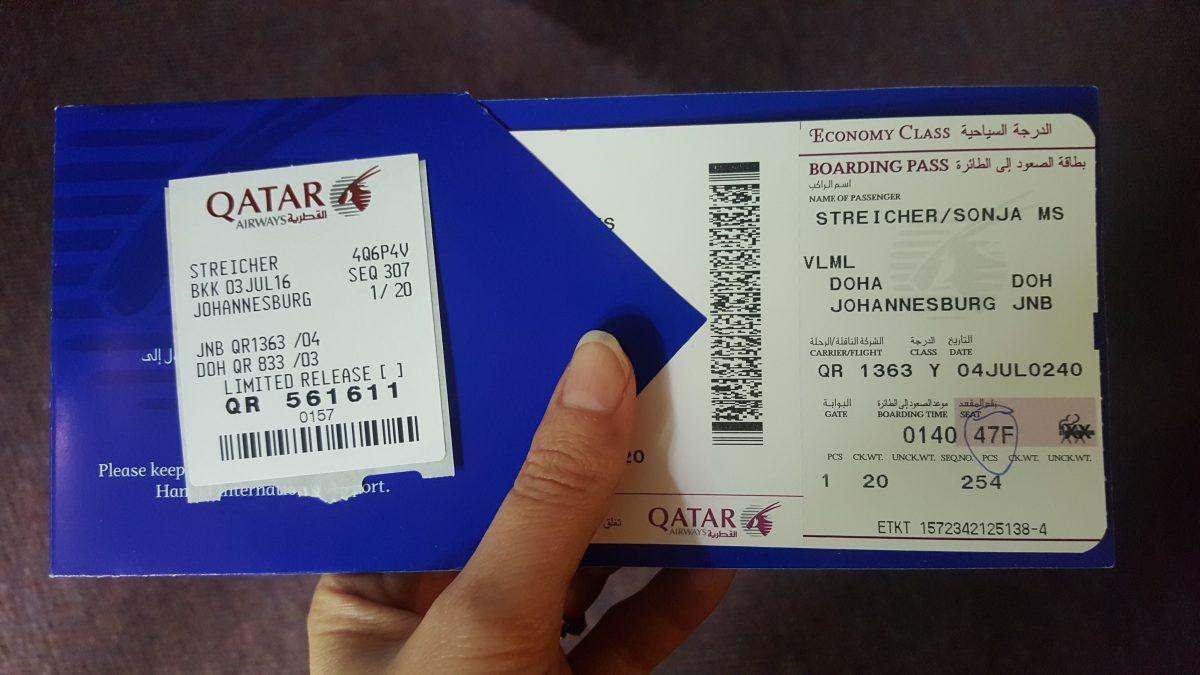 QATAR
AIRWAYS القطرية
STREICHER 4Q6P4V
BKK 03JUL16 SEQ 307
JOHANNESBURG 1/ 20
JNB QR1363 /04
DOH QR 833 /03
LIMITED RELEASE [ ]
QR 561611
0157
Please keep
port.
S
20
تغلق
QATAR
AIRWAYS القطرية
ECONOMY CLASS الدرجة السياحية
BOARDING PASS بطاقة الصعود إلى الطائرة
اسم الراكب
NAME OF PASSENGER
STREICHER/SONJA MS
VLML
DOHA DOH
JOHANNESBURG JNB
الشركة الناقلة/الرحلة الدرجة التاريخ
CARRIER/FLIGHT CLASS DATE
QR 1363 Y 04JUL0240
البوابة موعد الصعود إلى الطائرة رقم المقعد
GATE BOARDING TIME SEAT
0140 47F
PCS CK.WT. UNCK.WT. SEQ.NO. PCS CK.WT. UNCK.WT.
1 20 254
ETKT 1572342125138-4